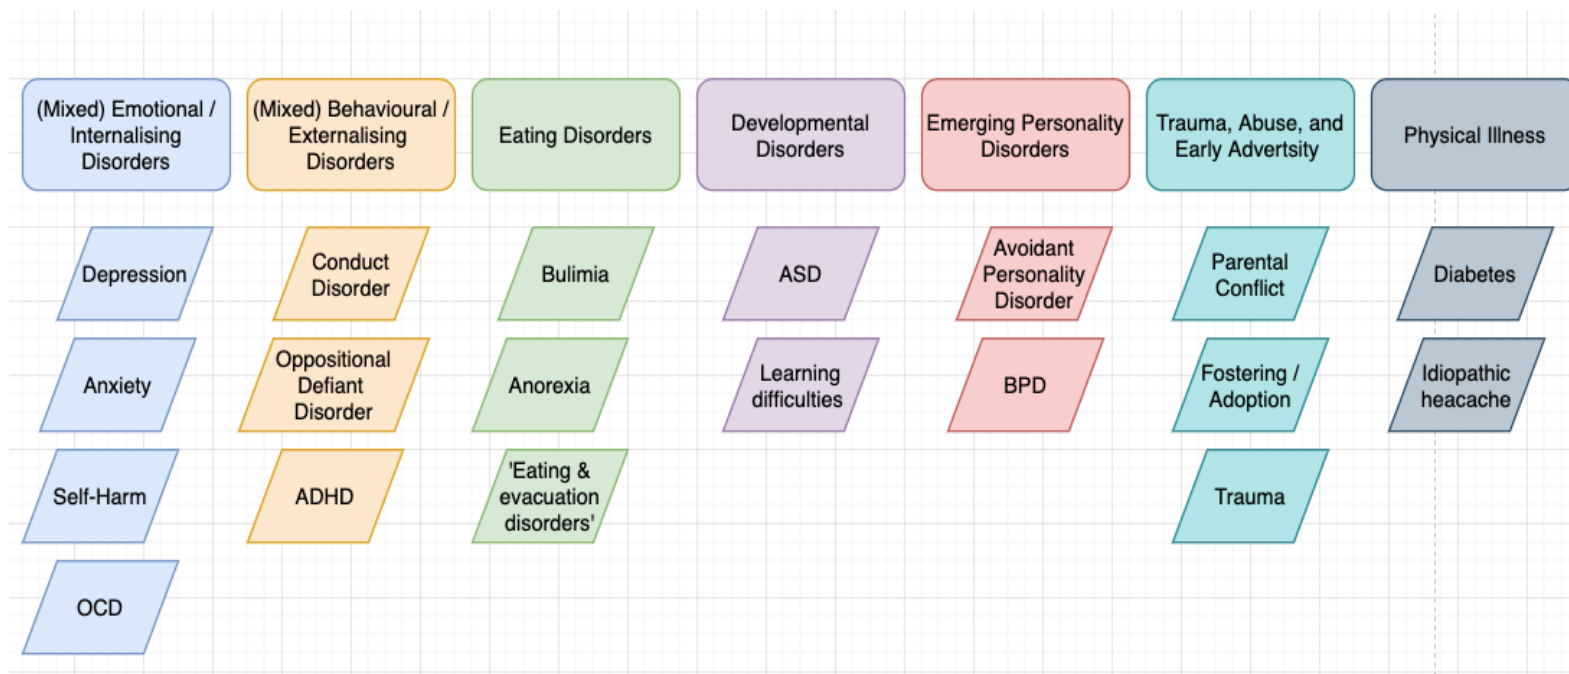 (Mixed) Emotional /
Internalising
Disorders
(Mixed) Behavioural /
Externalising
Disorders
Eating Disorders
Developmental
Disorders
Emerging Personality
Disorders
Trauma, Abuse, and
Early Advertsity
Physical Illness
Depression
Conduct
Disorder
Bulimia
ASD
Avoidant
Personality
Disorder
Parental
Conflict
Diabetes
Anxiety
Oppositional
Defiant
Disorder
Anorexia
Learning
difficulties
BPD
Fostering /
Adoption
Idiopathic
heacache
Self-Harm
ADHD
'Eating &
evacuation
disorders'
Trauma
OCD